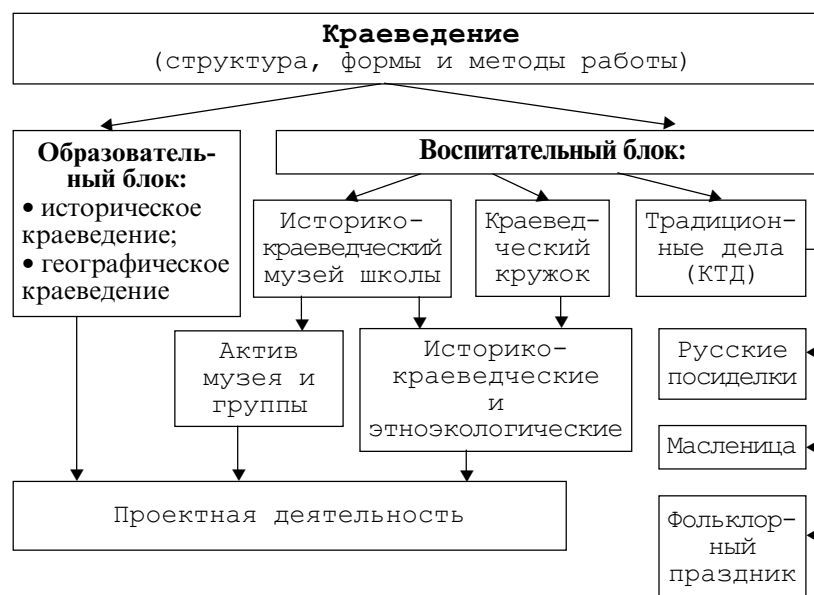 Краеведение
(структура, формы и методы работы)
Образователь-
ный блок:
• историческое
краеведение;
• географическое
краеведение
Воспитательный блок:
Историко-
краеведческий
музей школы
Краевед-
ческий
кружок
Традицион-
ные дела
(КТД)
Актив
музея и
группы
Историко-
краеведческие
и
этноэкологические
Русские
посиделки
Масленица
Проектная деятельность
Фольклор-
ный
праздник